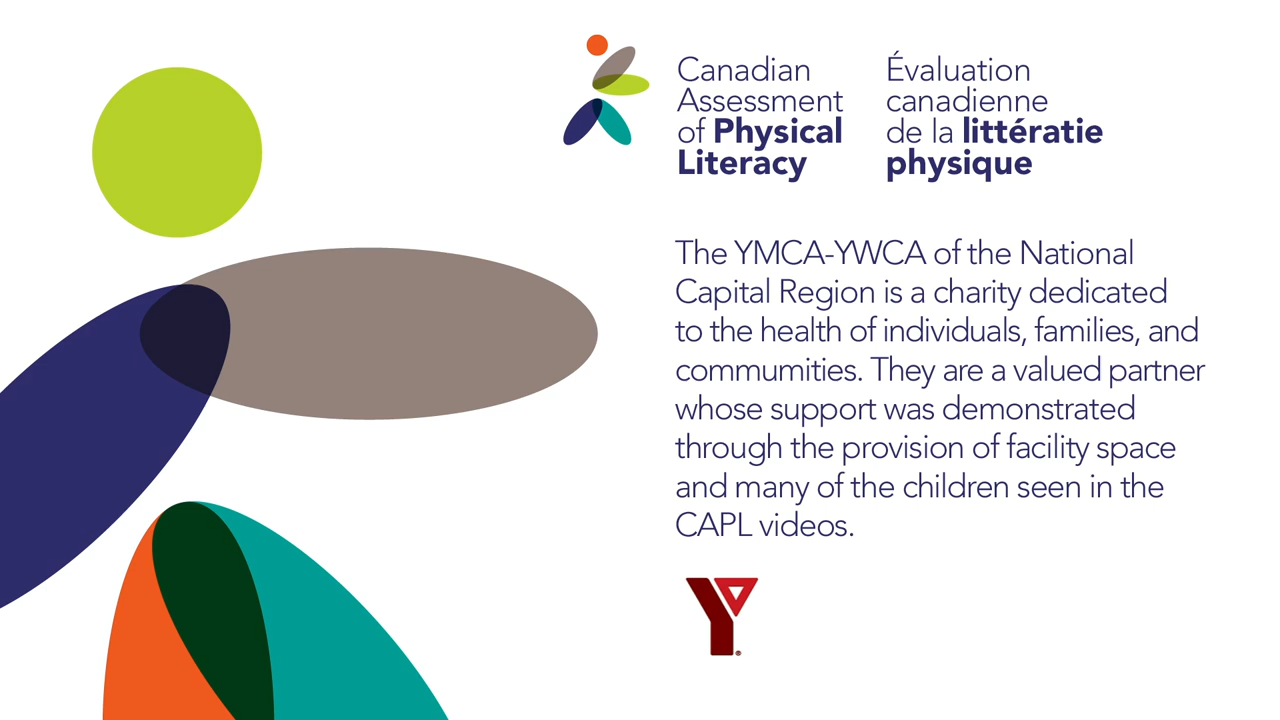 Canadian
Assessment
of Physical
Literacy
Évaluation
canadienne
de la littératie
physique
The YMCA-YWCA of the National
Capital Region is a charity dedicated
to the health of individuals, families, and
commumities. They are a valued partner
whose support was demonstrated
through the provision of facility space
and many of the children seen in the
CAPL videos.
Y
®